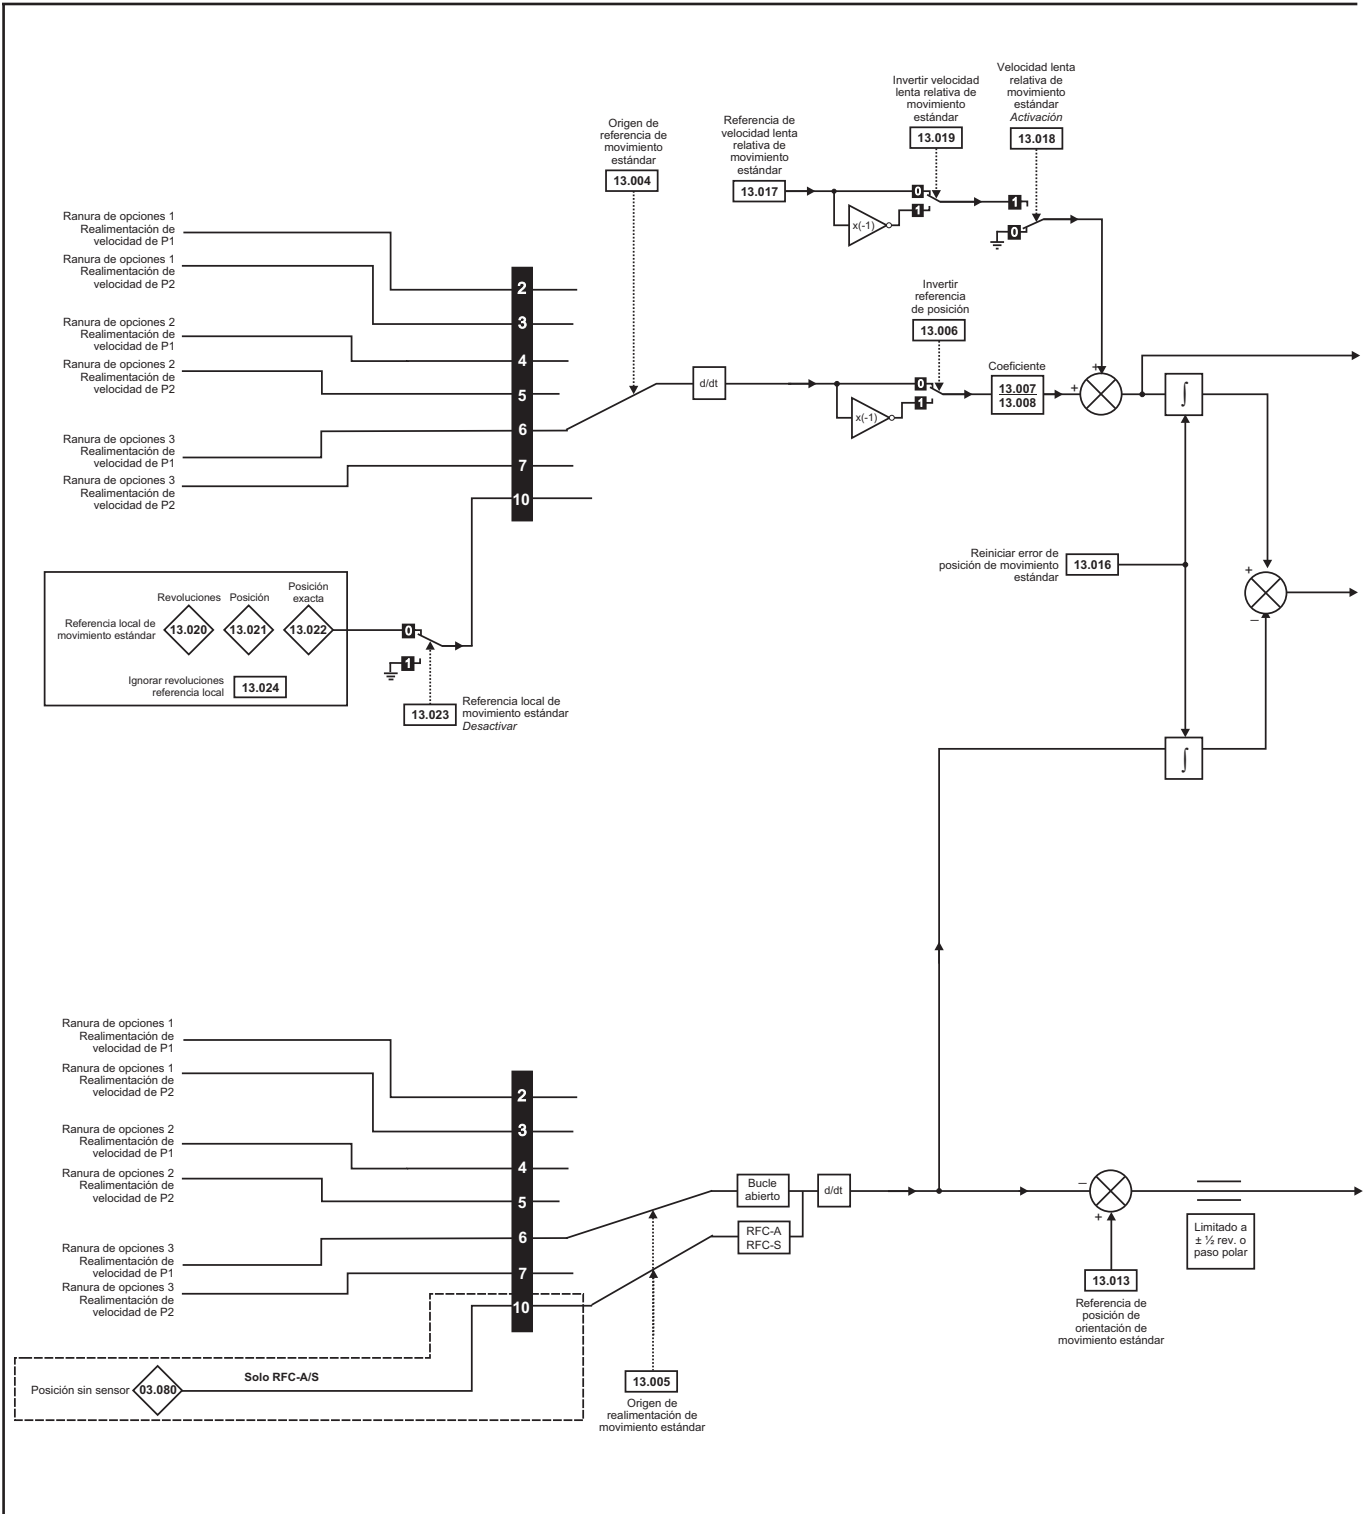 Velocidad lenta
relativa de
movimiento
estándar
Activación
13.018
Invertir velocidad
lenta relativa de
movimiento
estándar
13.019
Referencia de
velocidad lenta
relativa de
movimiento
estándar
13.017
Origen de
referencia de
movimiento
estándar
13.004
0
1
x(-1)
1
0
Ranura de opciones 1
Realimentación de
velocidad de P1
Ranura de opciones 1
Realimentación de
velocidad de P2
Ranura de opciones 2
Realimentación de
velocidad de P1
Ranura de opciones 2
Realimentación de
velocidad de P2
Ranura de opciones 3
Realimentación de
velocidad de P1
Ranura de opciones 3
Realimentación de
velocidad de P2
2
3
4
5
6
7
10
d/dt
Invertir
referencia
de posición
13.006
0
1
x(-1)
Coeficiente
13.007
13.008
+
+
∫
Reiniciar error de
posición de movimiento
estándar
13.016
+
–
∫
Revoluciones
Posición
Posición
exacta
Referencia local de
movimiento estándar
13.020
13.021
13.022
Ignorar revoluciones
referencia local
13.024
0
1
13.023
Referencia local de
movimiento estándar
Desactivar
Ranura de opciones 1
Realimentación de
velocidad de P1
Ranura de opciones 1
Realimentación de
velocidad de P2
Ranura de opciones 2
Realimentación de
velocidad de P1
Ranura de opciones 2
Realimentación de
velocidad de P2
Ranura de opciones 3
Realimentación de
velocidad de P1
Ranura de opciones 3
Realimentación de
velocidad de P2
2
3
4
5
6
7
10
Bucle
abierto
RFC-A
RFC-S
d/dt
–
+
13.013
Referencia de
posición de
orientación de
movimiento estándar
Limitado a
± ½ rev. o
paso polar
Posición sin sensor
03.080
Solo RFC-A/S
13.005
Origen de
realimentación de
movimiento estándar